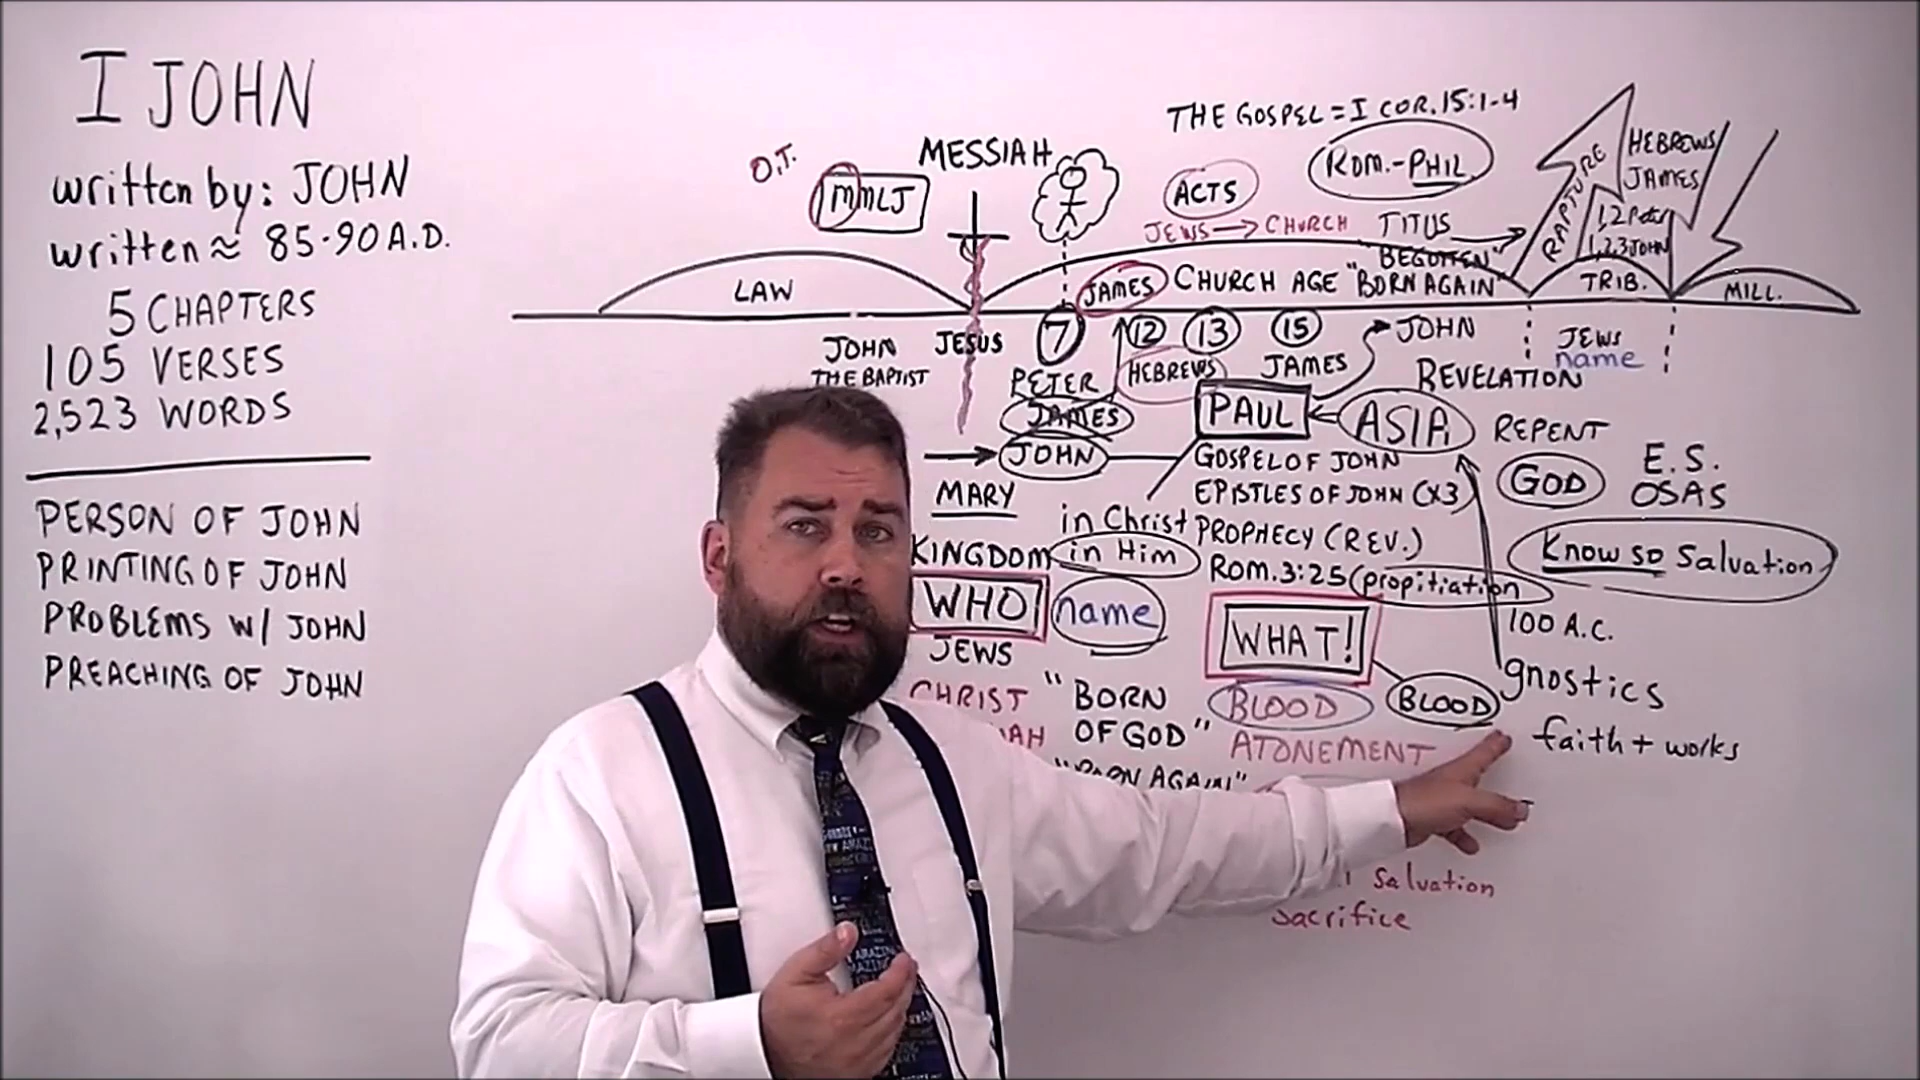 I JOHN
written by: JOHN
written ≈ 85-90 A.D.
5 CHAPTERS
105 VERSES
2,523 WORDS
PERSON OF JOHN
PRINTING OF JOHN
PROBLEMS W/ JOHN
PREACHING OF JOHN
THE GOSPEL = I COR. 15:1-4
O.T.
MMLJ
MESSIAH
ACTS
JEWS → CHURCH
ROM.-PHIL
TITUS
BEGOTTEN"
LAW
JAMES
CHURCH AGE "BORN AGAIN"
RAPTURE
HEBREWS
JAMES
1,2 Peter
1,2,3 JOHN
TRIB.
MILL.
JOHN
THE BAPTIST
JESUS
7
12
13
15
PETER
JAMES
JOHN
MARY
HEBREWS
JAMES
JOHN
REVELATION
JEWS
name
PAUL
ASIA
REPENT
GOD
E.S.
OSAS
GOSPEL OF JOHN
EPISTLES OF JOHN (X3)
PROPHECY (REV.)
in Christ
in Him
KINGDOM
Rom. 3:25 (propitiation
Know so Salvation
WHO!
name
WHAT!
100 A.C.
JEWS
gnostics
CHRIST
"BORN
OF GOD"
BLOOD
BLOOD
ATONEMENT
faith + works
AGAIN"
Salvation
sacrifice